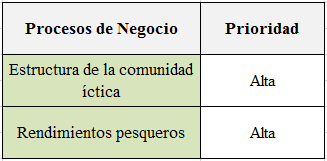 Procesos de Negocio
Prioridad
Estructura de la comunidad
íctica
Alta
Rendimientos pesqueros
Alta